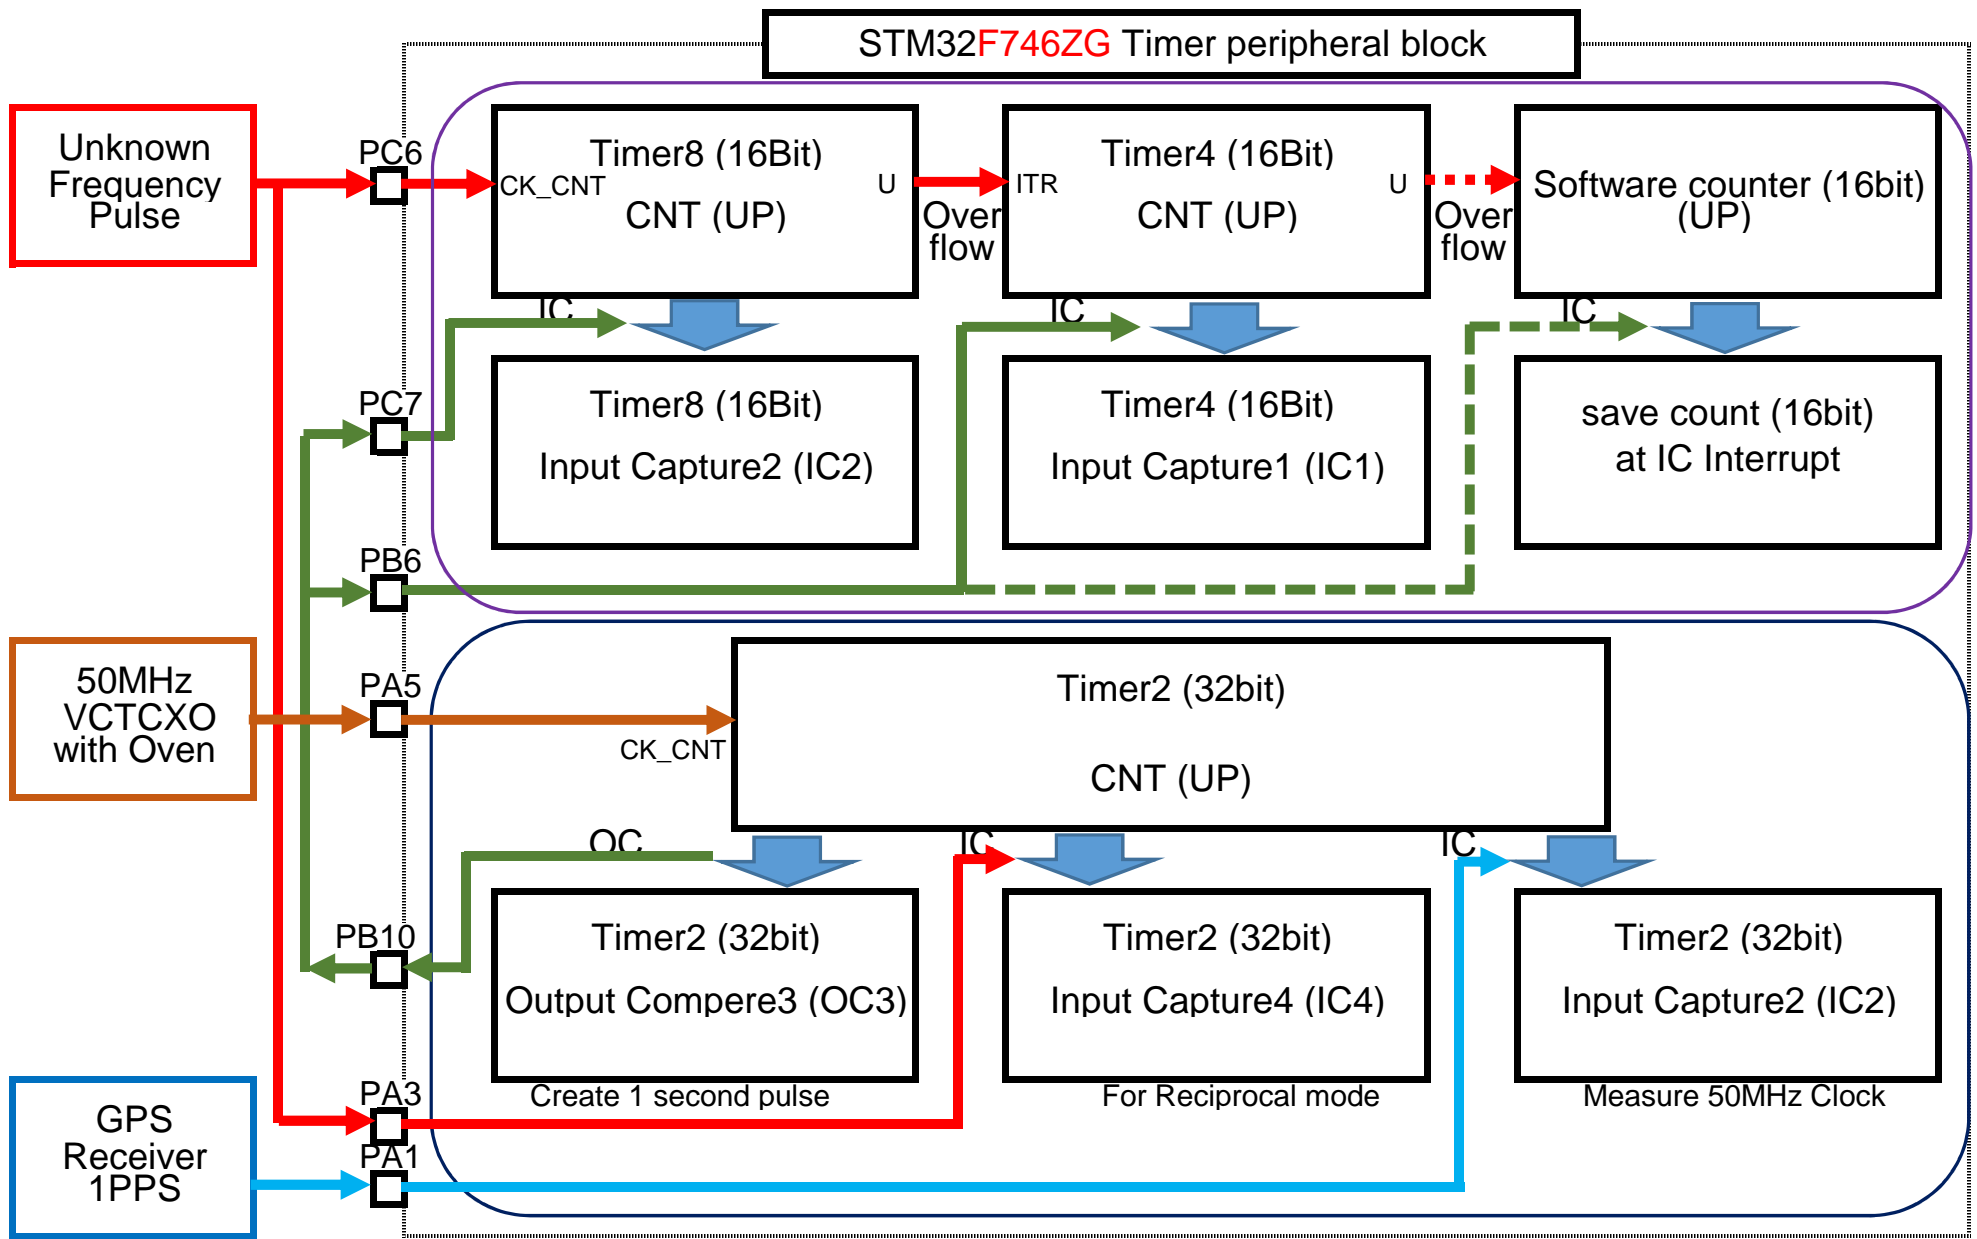 STM32F746ZG Timer peripheral block
Unknown
Frequency
Pulse
PC6
CK_CNT
Timer8 (16Bit)
CNT (UP)
U
Over
flow
ITR
Timer4 (16Bit)
CNT (UP)
U
Over
flow
Software counter (16bit)
(UP)
IC
IC
IC
PC7
Timer8 (16Bit)
Input Capture2 (IC2)
Timer4 (16Bit)
Input Capture1 (IC1)
save count (16bit)
at IC Interrupt
PB6
50MHz
VCTCXO
with Oven
PA5
CK_CNT
Timer2 (32bit)
CNT (UP)
OC
IC
IC
PB10
Timer2 (32bit)
Output Compere3 (OC3)
Create 1 second pulse
Timer2 (32bit)
Input Capture4 (IC4)
For Reciprocal mode
Timer2 (32bit)
Input Capture2 (IC2)
Measure 50MHz Clock
GPS
Receiver
1PPS
PA3
PA1